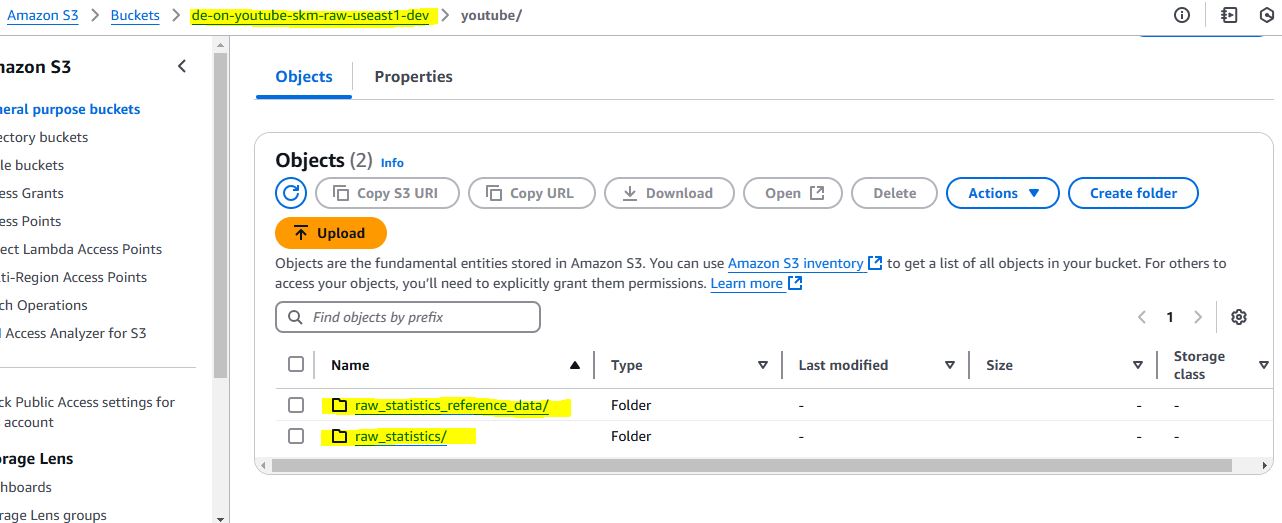 Amazon S3 > Buckets > de-on-youtube-skm-raw-useast1-dev > youtube/
mazon S3
neral purpose buckets
ectory buckets
le buckets
ess Grants
ess Points
ect Lambda Access Points
lti-Region Access Points
ch Operations
I Access Analyzer for S3
ck Public Access settings for
account
orage Lens
hboards
rage Lens groups
Objects Properties
Objects (2) Info
Copy S3 URI Copy URL Download Open Delete Actions Create folder
Upload
Objects are the fundamental entities stored in Amazon S3. You can use Amazon S3 inventory to get a list of all objects in your bucket. For others to
access your objects, you'll need to explicitly grant them permissions. Learn more
Find objects by prefix
1
Name Type Last modified Size Storage
class
raw_statistics_reference_data/ Folder - - -
raw_statistics/ Folder - - -